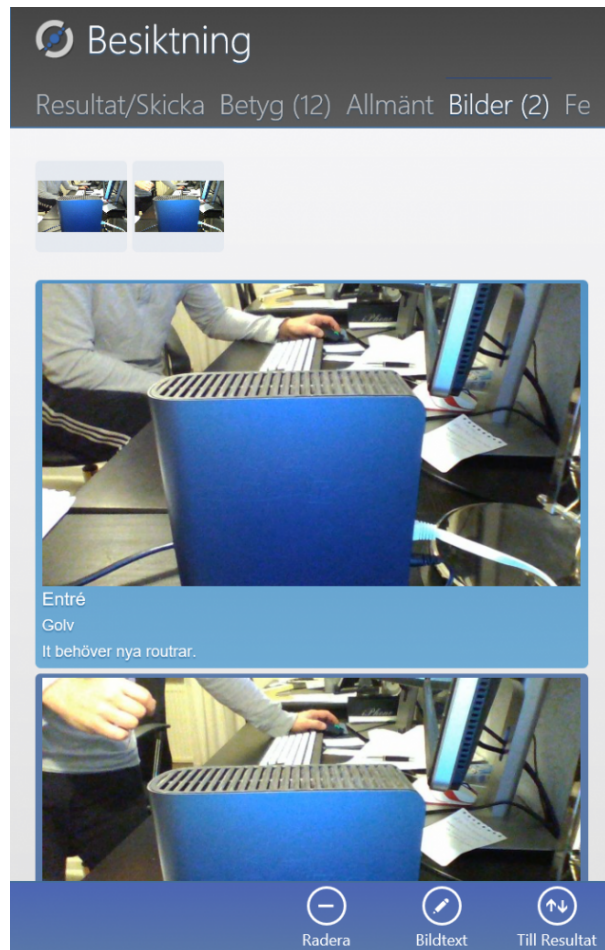 Besiktning
Resultat/Skicka Betyg (12) Allmänt Bilder (2) Fe
Entré
Golv
It behöver nya routrar.
Radera Bildtext Till Resultat